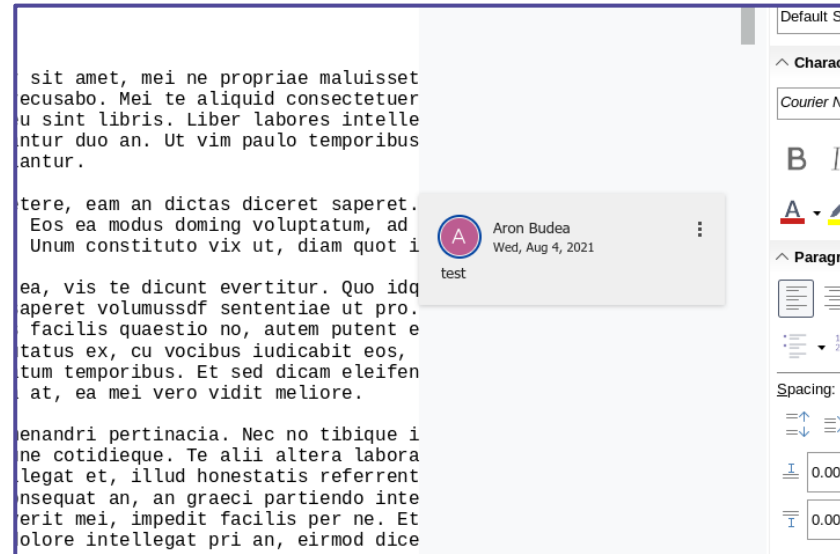 sit amet, mei ne propriae maluisset
ecusabo. Mei te aliquid consectetuer
u sint libris. Liber labores intelle
ntur duo an. Ut vim paulo temporibus
antur.
tere, eam an dictas diceret saperet.
Eos ea modus doming voluptatum, ad
Unum constituto vix ut, diam quot i
ea, vis te dicunt evertitur. Quo idq
aperet volumussdf sententiae ut pro.
facilis quaestio no, autem putent e
tatus ex, cu vocibus iudicabit eos,
tum temporibus. Et sed dicam eleifen
at, ea mei vero vidit meliore.
enandri pertinacia. Nec no tibique i
ne cotidieque. Te alii altera labora
legat et, illud honestatis referrent
nsequat an, an graeci partiendo inte
erit mei, impedit facilis per ne. Et
olore intellegat pri an, eirmod dice
A
Aron Budea
Wed, Aug 4, 2021
test
Default S
Charac
Courier N
B I
A
Paragr
Spacing:
0.00
0.00